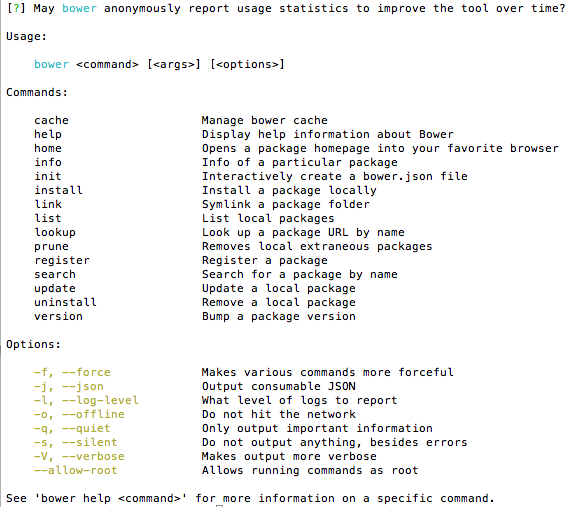 [?] May bower anonymously report usage statistics to improve the tool over time?
Usage:
bower <command> [<args>] [<options>]
Commands:
cache Manage bower cache
help Display help information about Bower
home Opens a package homepage into your favorite browser
info Info of a particular package
init Interactively create a bower.json file
install Install a package locally
link Symlink a package folder
list List local packages
lookup Look up a package URL by name
prune Removes local extraneous packages
register Register a package
search Search for a package by name
update Update a local package
uninstall Remove a local package
version Bump a package version
Options:
-f, --force Makes various commands more forceful
-j, --json Output consumable JSON
-l, --log-level What level of logs to report
-o, --offline Do not hit the network
-q, --quiet Only output important information
-s, --silent Do not output anything, besides errors
-V, --verbose Makes output more verbose
--allow-root Allows running commands as root
See 'bower help <command>' for more information on a specific command.